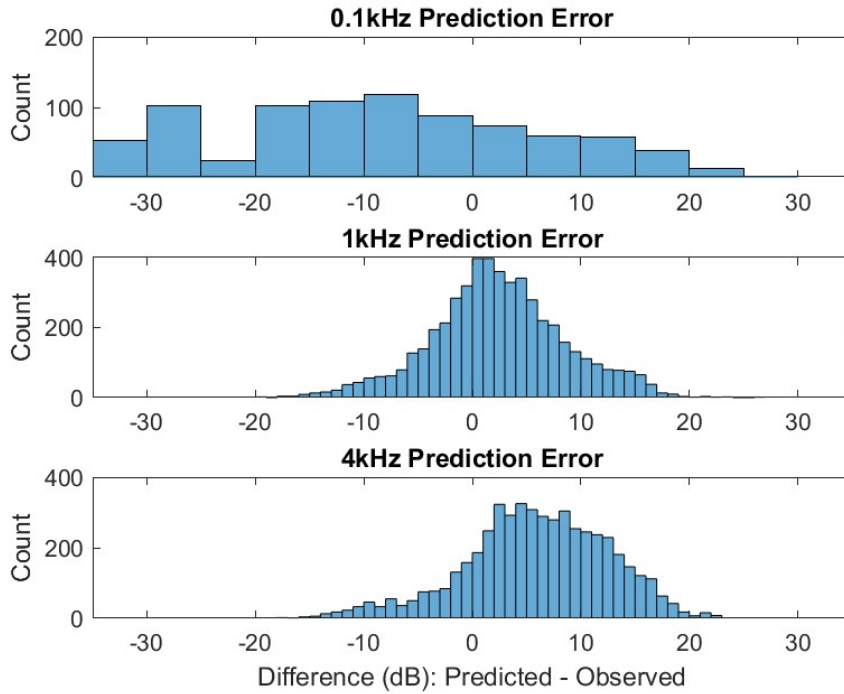 0.1kHz Prediction Error
200
100
0
Count
-30 -20 -10 0 10 20 30
1kHz Prediction Error
400
200
0
Count
-30 -20 -10 0 10 20 30
4kHz Prediction Error
400
200
0
Count
-30 -20 -10 0 10 20 30
Difference (dB): Predicted - Observed